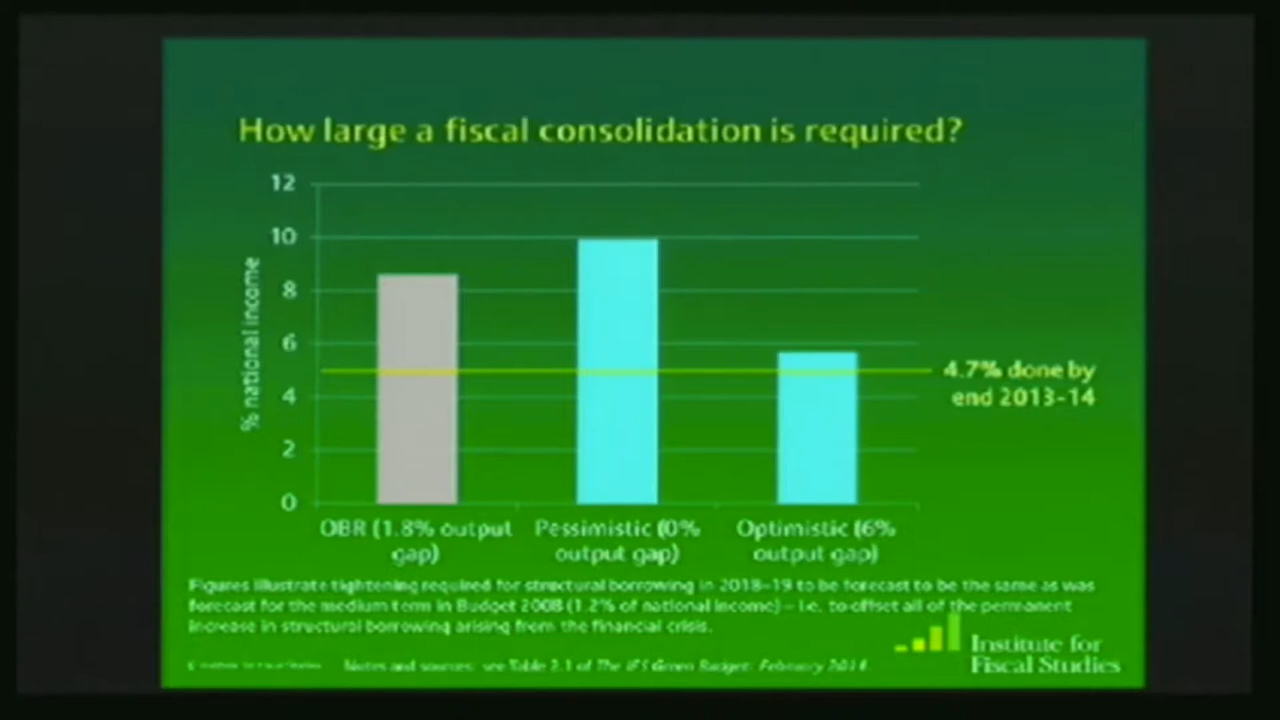 How large a fiscal consolidation is required?
12
10
8
6
4
2
0
% national income
4.7% done by
end 2013-14
OBR (1.8% output
gap)
Pessimistic (0%
output gap)
Optimistic (6%
output gap)
Figures illustrate tightening required for structural borrowing in 2018–19 to be forecast to be the same as was
forecast for the medium term in Budget 2008 (1.2% of national income) – i.e. to offset all of the permanent
increase in structural borrowing arising from the financial crisis.
Institute for
Fiscal Studies
© Institute for Fiscal Studies
Notes and sources: see Table 2.1 of The IFS Green Budget: February 2014.